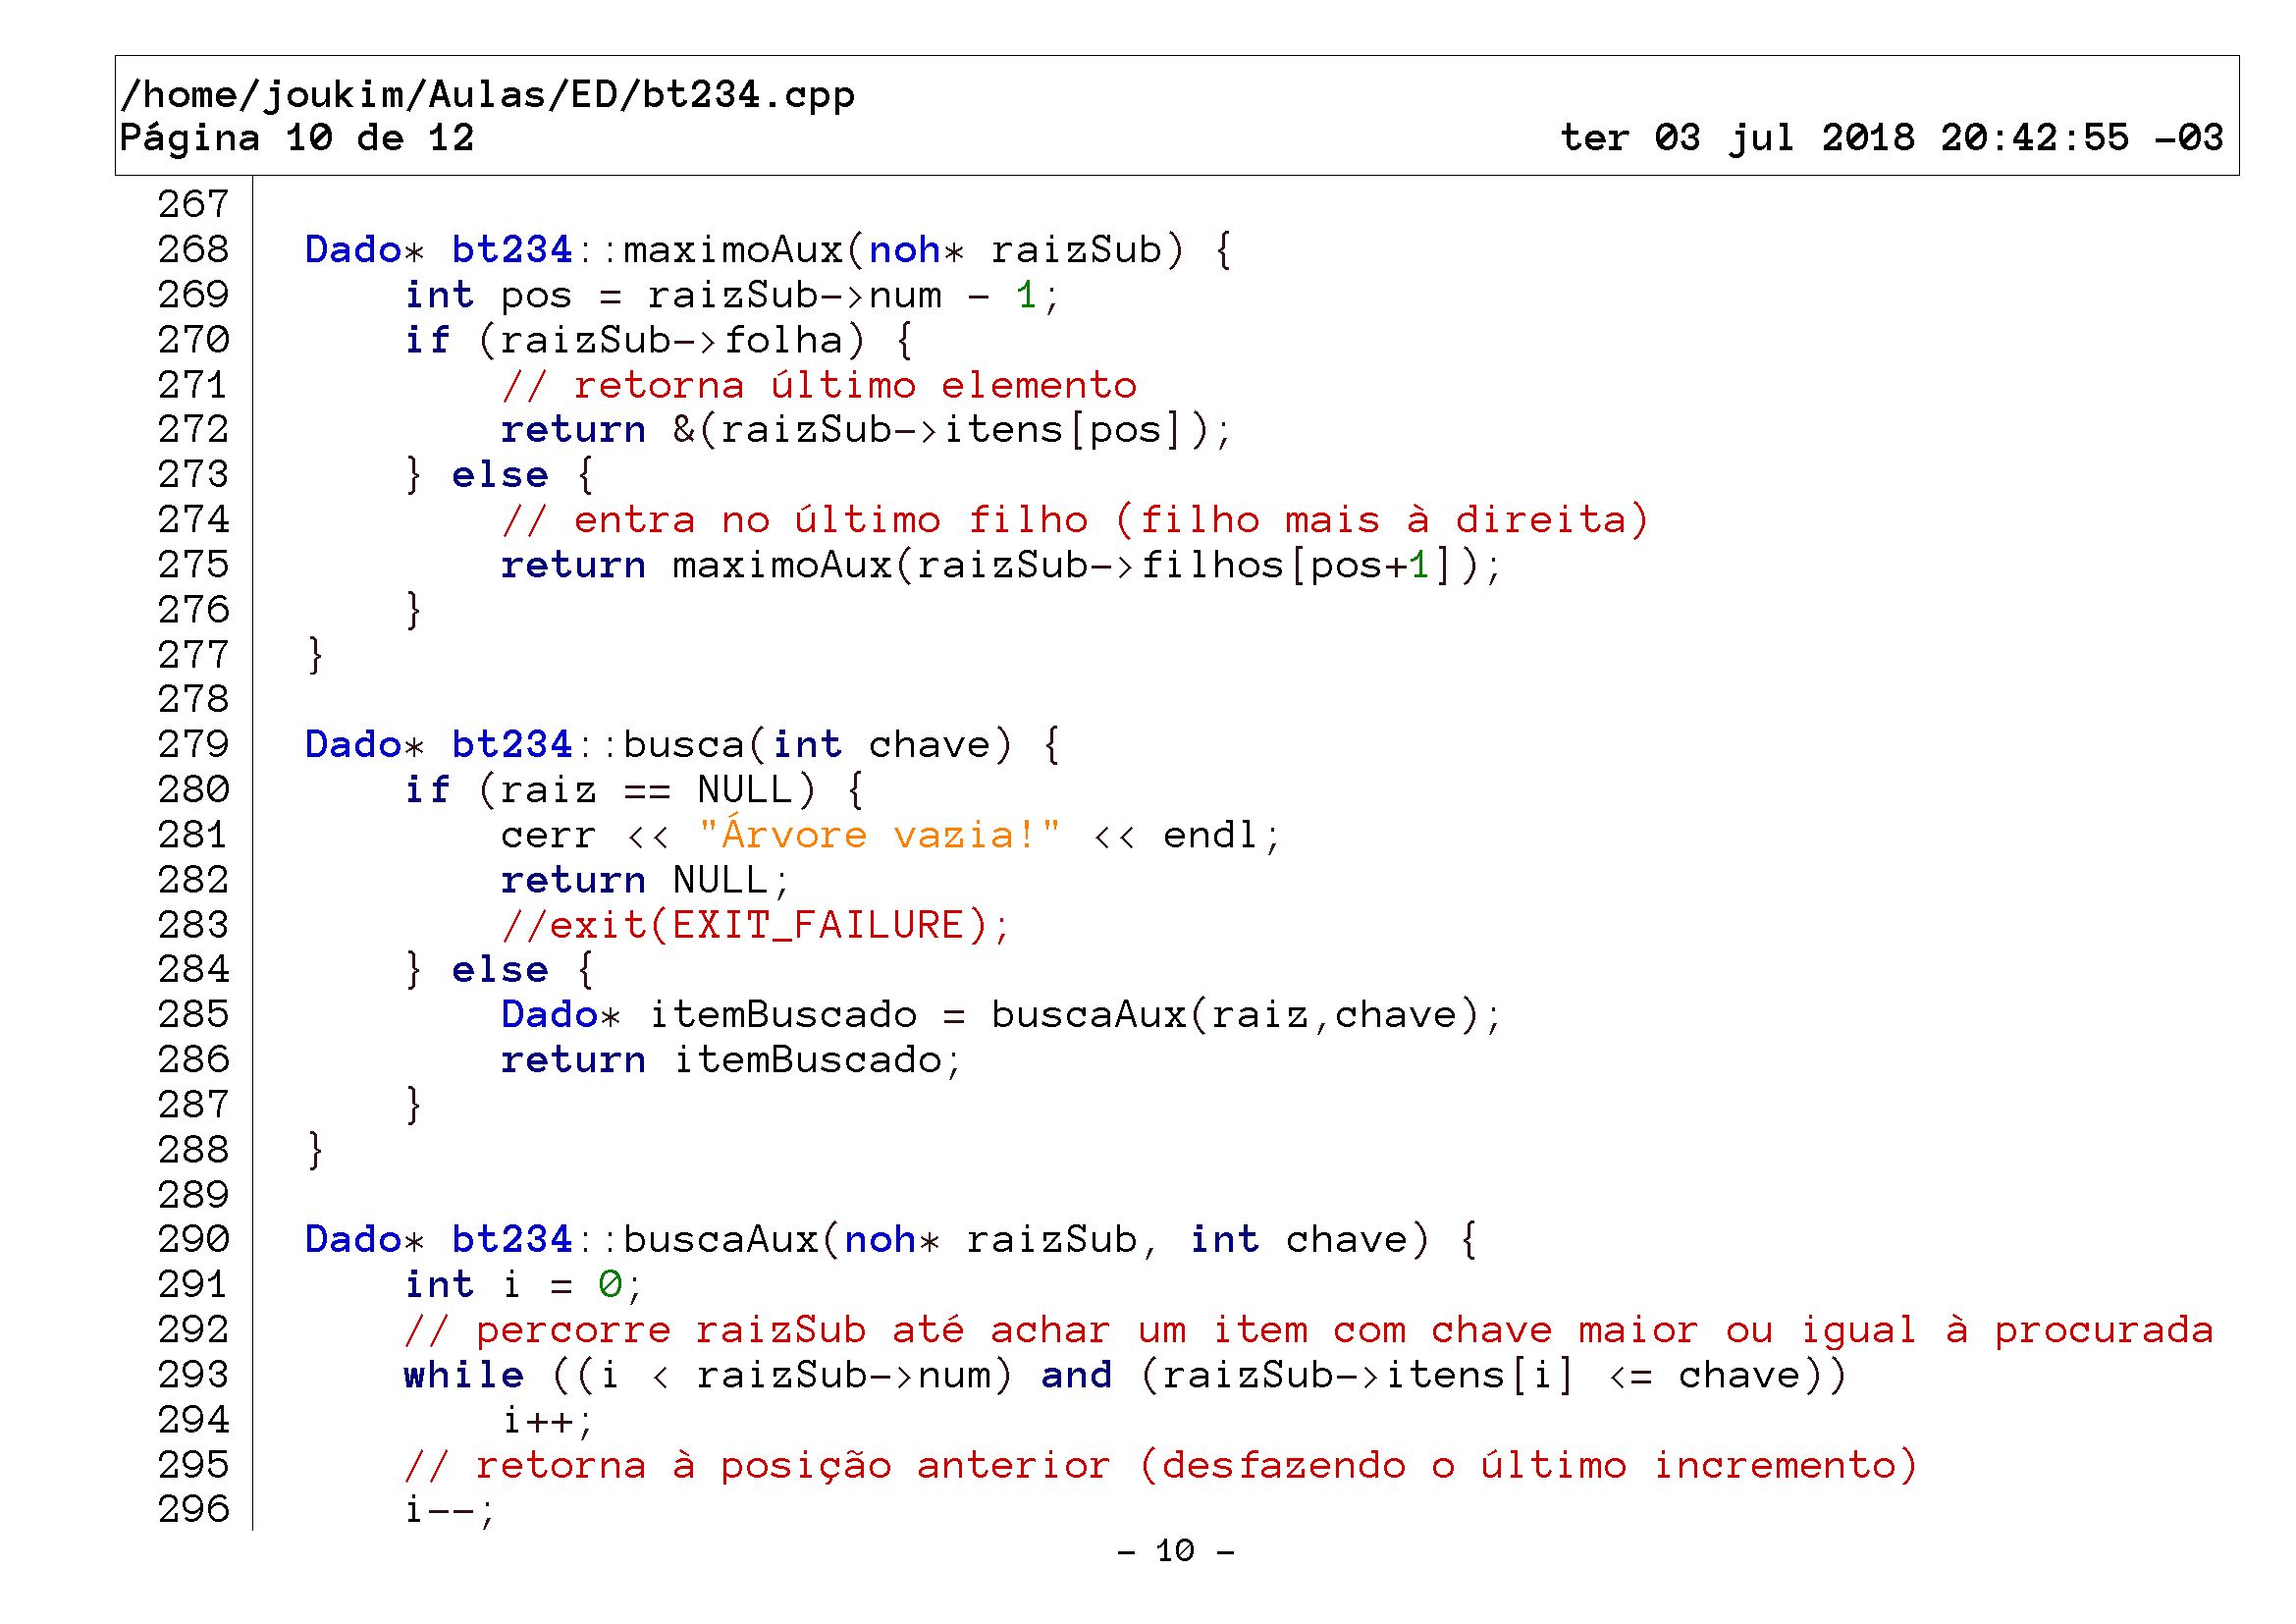 /home/joukim/Aulas/ED/bt234.cpp
Página 10 de 12 ter 03 jul 2018 20:42:55 -03
267
268 Dado* bt234::maximoAux(noh* raizSub) {
269     int pos = raizSub->num - 1;
270     if (raizSub->folha) {
271         // retorna último elemento
272         return &(raizSub->itens[pos]);
273     } else {
274         // entra no último filho (filho mais à direita)
275         return maximoAux(raizSub->filhos[pos+1]);
276     }
277 }
278
279 Dado* bt234::busca(int chave) {
280     if (raiz == NULL) {
281         cerr << "Árvore vazia!" << endl;
282         return NULL;
283         //exit(EXIT_FAILURE);
284     } else {
285         Dado* itemBuscado = buscaAux(raiz,chave);
286         return itemBuscado;
287     }
288 }
289
290 Dado* bt234::buscaAux(noh* raizSub, int chave) {
291     int i = 0;
292     // percorre raizSub até achar um item com chave maior ou igual à procurada
293     while ((i < raizSub->num) and (raizSub->itens[i] <= chave))
294         i++;
295     // retorna à posição anterior (desfazendo o último incremento)
296     i--;
- 10 -